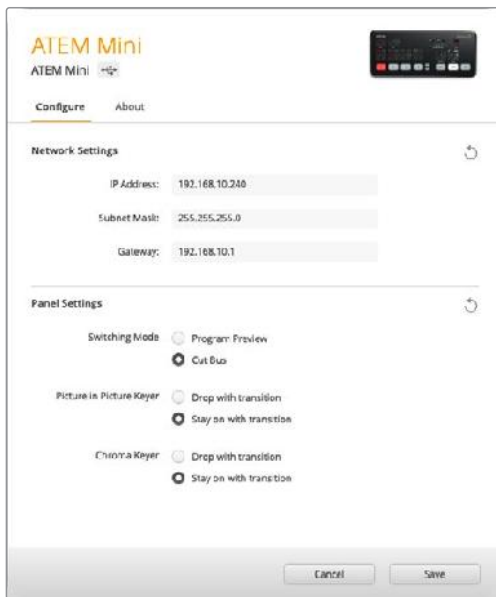 ATEM Mini
ATEM Mini
Configure About
Network Settings
IP Address: 192.168.10.240
Subnet Mask: 255.255.255.0
Gateway: 192.168.10.1
Panel Settings
Switching Mode Program Preview
Cut Bus
Picture in Picture Keyer Drop with transition
Stay on with transition
Chroma Keyer Drop with transition
Stay on with transition
Cancel Save